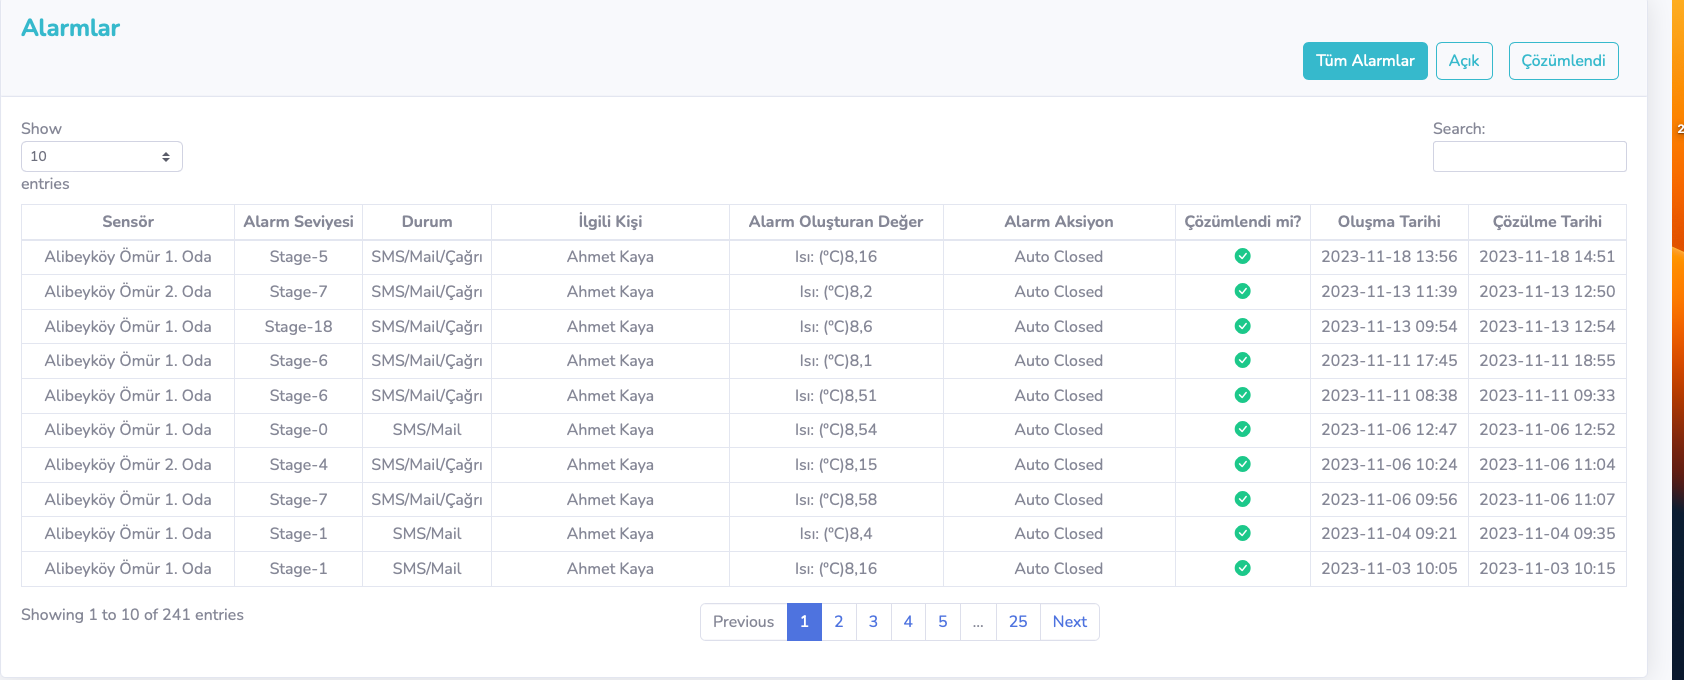 Alarmlar
Tüm Alarmlar Açık Çözümlendi
Show
Search:
10
entries
Sensör Alarm Seviyesi Durum İlgili Kişi Alarm Oluşturan Değer Alarm Aksiyon Çözümlendi mi? Oluşma Tarihi Çözülme Tarihi
Alibeyköy Ömür 1. Oda Stage-5 SMS/Mail/Çağrı Ahmet Kaya Isı: (°C)8,16 Auto Closed 2023-11-18 13:56 2023-11-18 14:51
Alibeyköy Ömür 2. Oda Stage-7 SMS/Mail/Çağrı Ahmet Kaya Isı: (°C)8,2 Auto Closed 2023-11-13 11:39 2023-11-13 12:50
Alibeyköy Ömür 1. Oda Stage-18 SMS/Mail/Çağrı Ahmet Kaya Isı: (°C)8,6 Auto Closed 2023-11-13 09:54 2023-11-13 12:54
Alibeyköy Ömür 1. Oda Stage-6 SMS/Mail/Çağrı Ahmet Kaya Isı: (°C)8,1 Auto Closed 2023-11-11 17:45 2023-11-11 18:55
Alibeyköy Ömür 1. Oda Stage-6 SMS/Mail/Çağrı Ahmet Kaya Isı: (°C)8,51 Auto Closed 2023-11-11 08:38 2023-11-11 09:33
Alibeyköy Ömür 1. Oda Stage-0 SMS/Mail Ahmet Kaya Isı: (°C)8,54 Auto Closed 2023-11-06 12:47 2023-11-06 12:52
Alibeyköy Ömür 2. Oda Stage-4 SMS/Mail/Çağrı Ahmet Kaya Isı: (°C)8,15 Auto Closed 2023-11-06 10:24 2023-11-06 11:04
Alibeyköy Ömür 1. Oda Stage-7 SMS/Mail/Çağrı Ahmet Kaya Isı: (°C)8,58 Auto Closed 2023-11-06 09:56 2023-11-06 11:07
Alibeyköy Ömür 1. Oda Stage-1 SMS/Mail Ahmet Kaya Isı: (°C)8,4 Auto Closed 2023-11-04 09:21 2023-11-04 09:35
Alibeyköy Ömür 1. Oda Stage-1 SMS/Mail Ahmet Kaya Isı: (°C)8,16 Auto Closed 2023-11-03 10:05 2023-11-03 10:15
Showing 1 to 10 of 241 entries
Previous 1 2 3 4 5 ... 25 Next